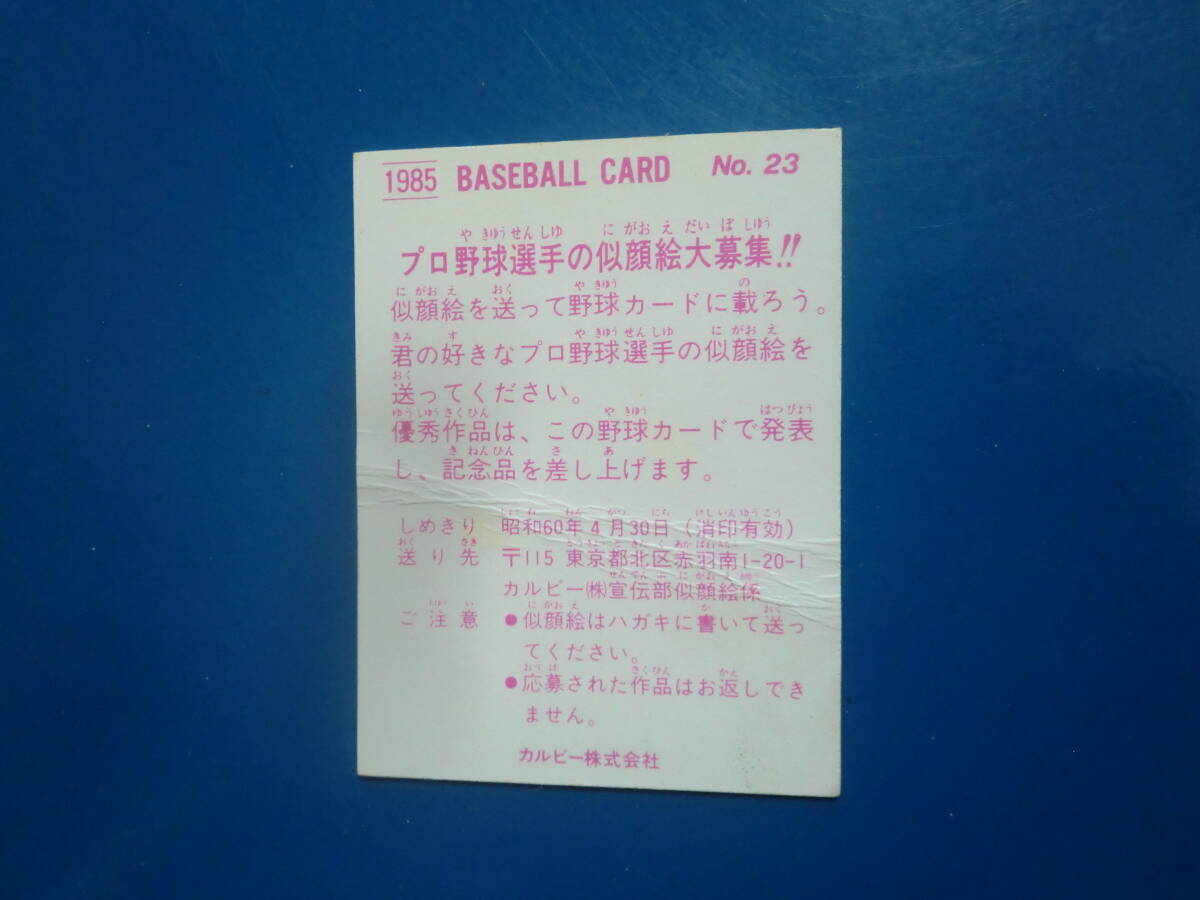 1985 BASEBALL CARD No. 23
プロ野球選手の似顔絵大募集!!
似顔絵を送って野球カードに載ろう。
君の好きなプロ野球選手の似顔絵を
送ってください。
優秀作品は、この野球カードで発表
し、記念品を差し上げます。
しめきり 昭和60年4月30日(消印有効)
送り先 〒115 東京都北区赤羽南1-20-1
カルビー㈱宣伝部似顔絵係
ご注意 ●似顔絵はハガキに書いて送っ
てください。
●応募された作品はお返しでき
ません。
カルビー株式会社